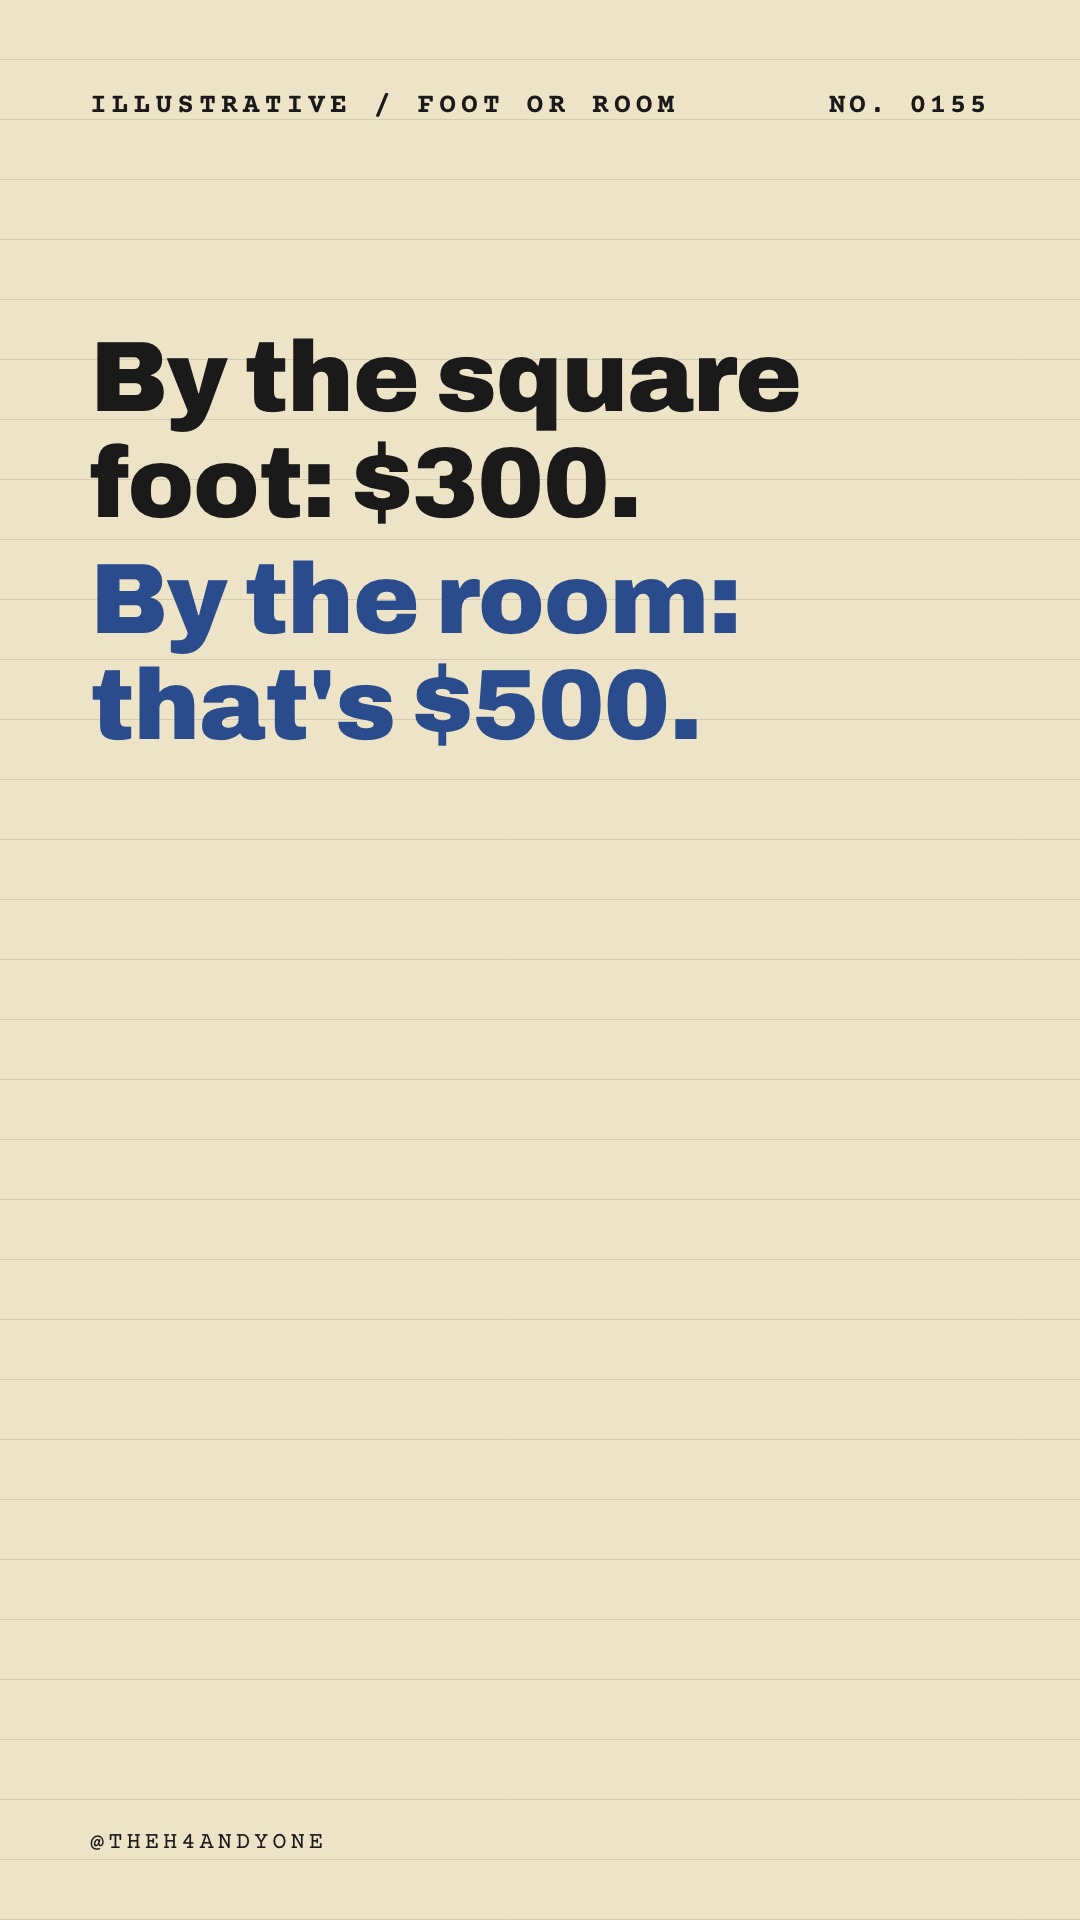 ILLUSTRATIVE / FOOT OR ROOM NO. 0155
By the square
foot: $300.
By the room:
that's $500.
@THEH4ANDYONE